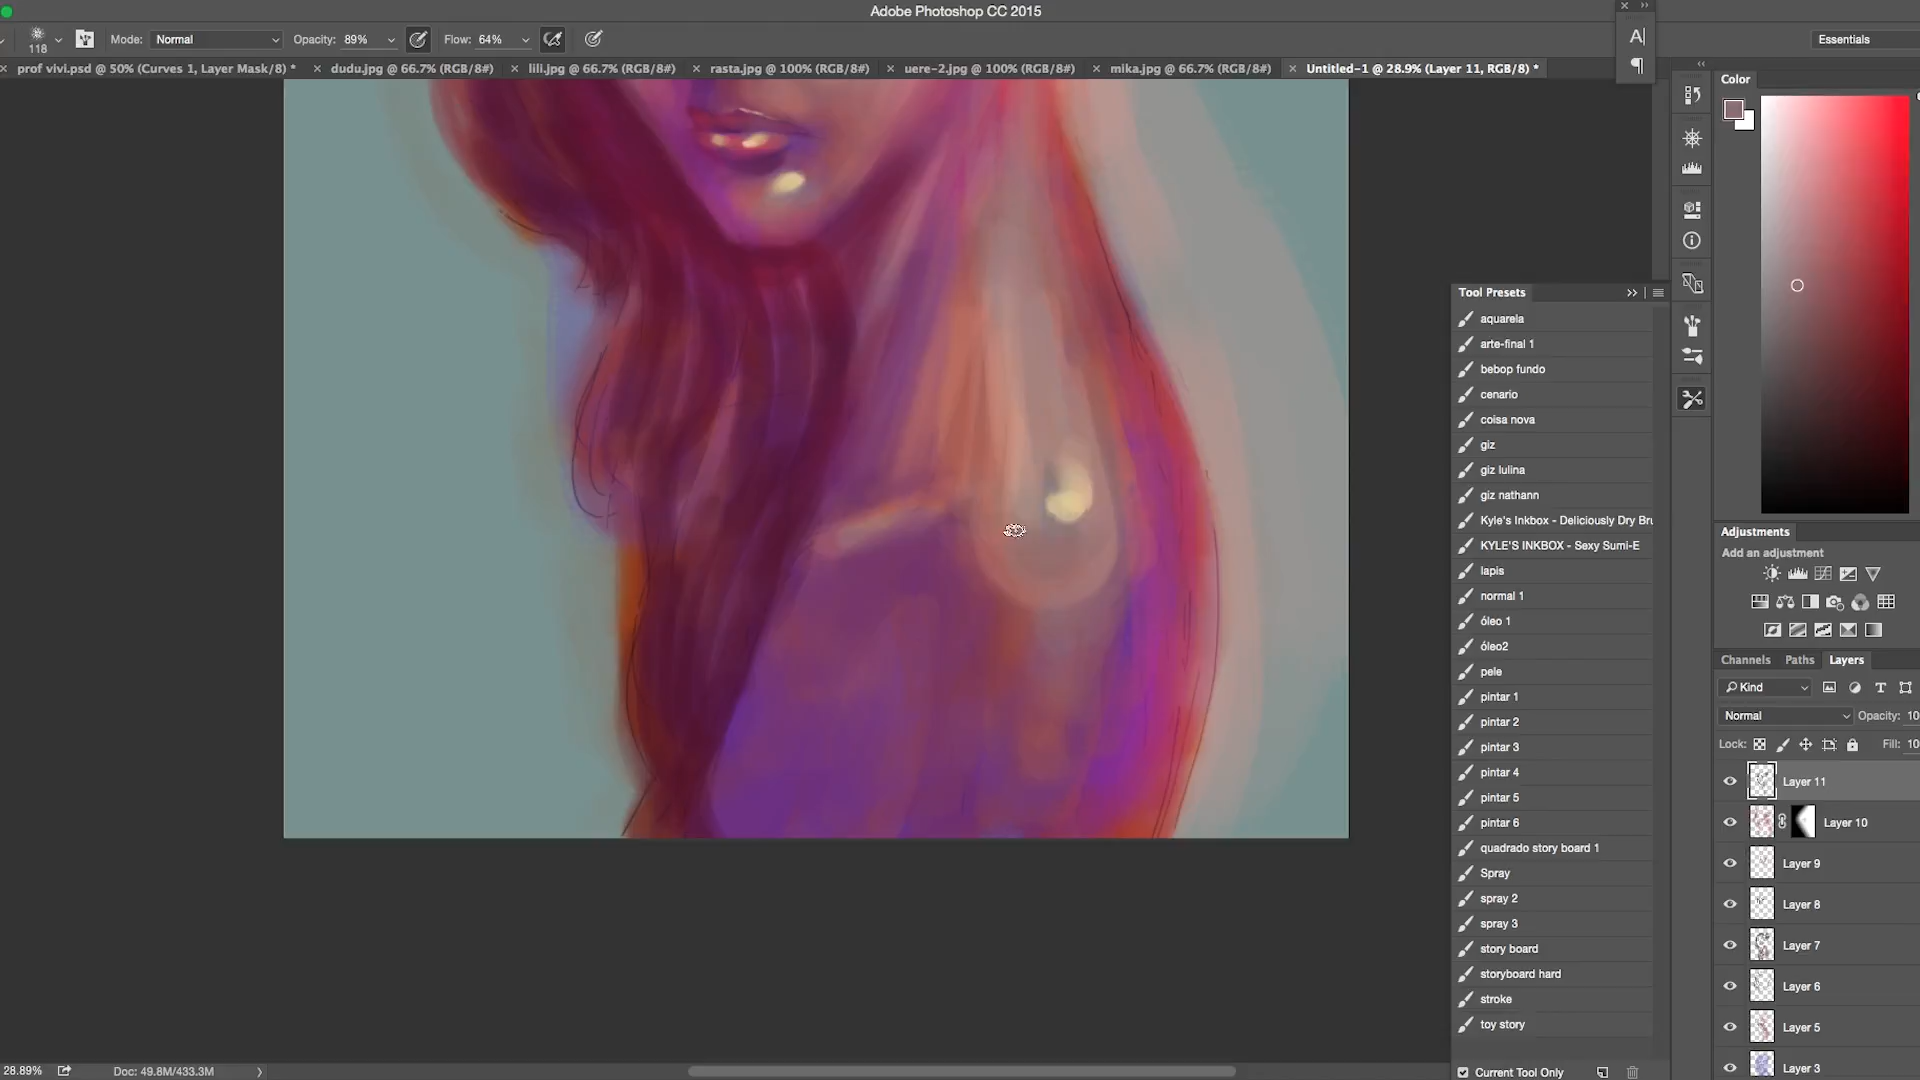 Adobe Photoshop CC 2015
118
Mode: Normal Opacity: 89% Flow: 64%
Essentials
prof vivi.psd @ 50% (Curves 1, Layer Mask/8) *
dudu.jpg @ 66.7% (RGB/8#)
lili.jpg @ 66.7% (RGB/8#)
rasta.jpg @ 100% (RGB/8#)
uere-2.jpg @ 100% (RGB/8#)
mika.jpg @ 66.7% (RGB/8#)
Untitled-1 @ 28.9% (Layer 11, RGB/8) *
Color
Tool Presets
aquarela
arte-final 1
bebop fundo
cenario
coisa nova
giz
giz lulina
giz nathann
Kyle's Inkbox - Deliciously Dry Bru
KYLE'S INKBOX - Sexy Sumi-E
lapis
normal 1
óleo 1
óleo2
pele
pintar 1
pintar 2
pintar 3
pintar 4
pintar 5
pintar 6
quadrado story board 1
Spray
spray 2
spray 3
story board
storyboard hard
stroke
toy story
Current Tool Only
Adjustments
Add an adjustment
Channels Paths Layers
Kind
Normal Opacity: 10
Lock: Fill: 10
Layer 11
Layer 10
Layer 9
Layer 8
Layer 7
Layer 6
Layer 5
Layer 3
28.89% Doc: 49.8M/433.3M